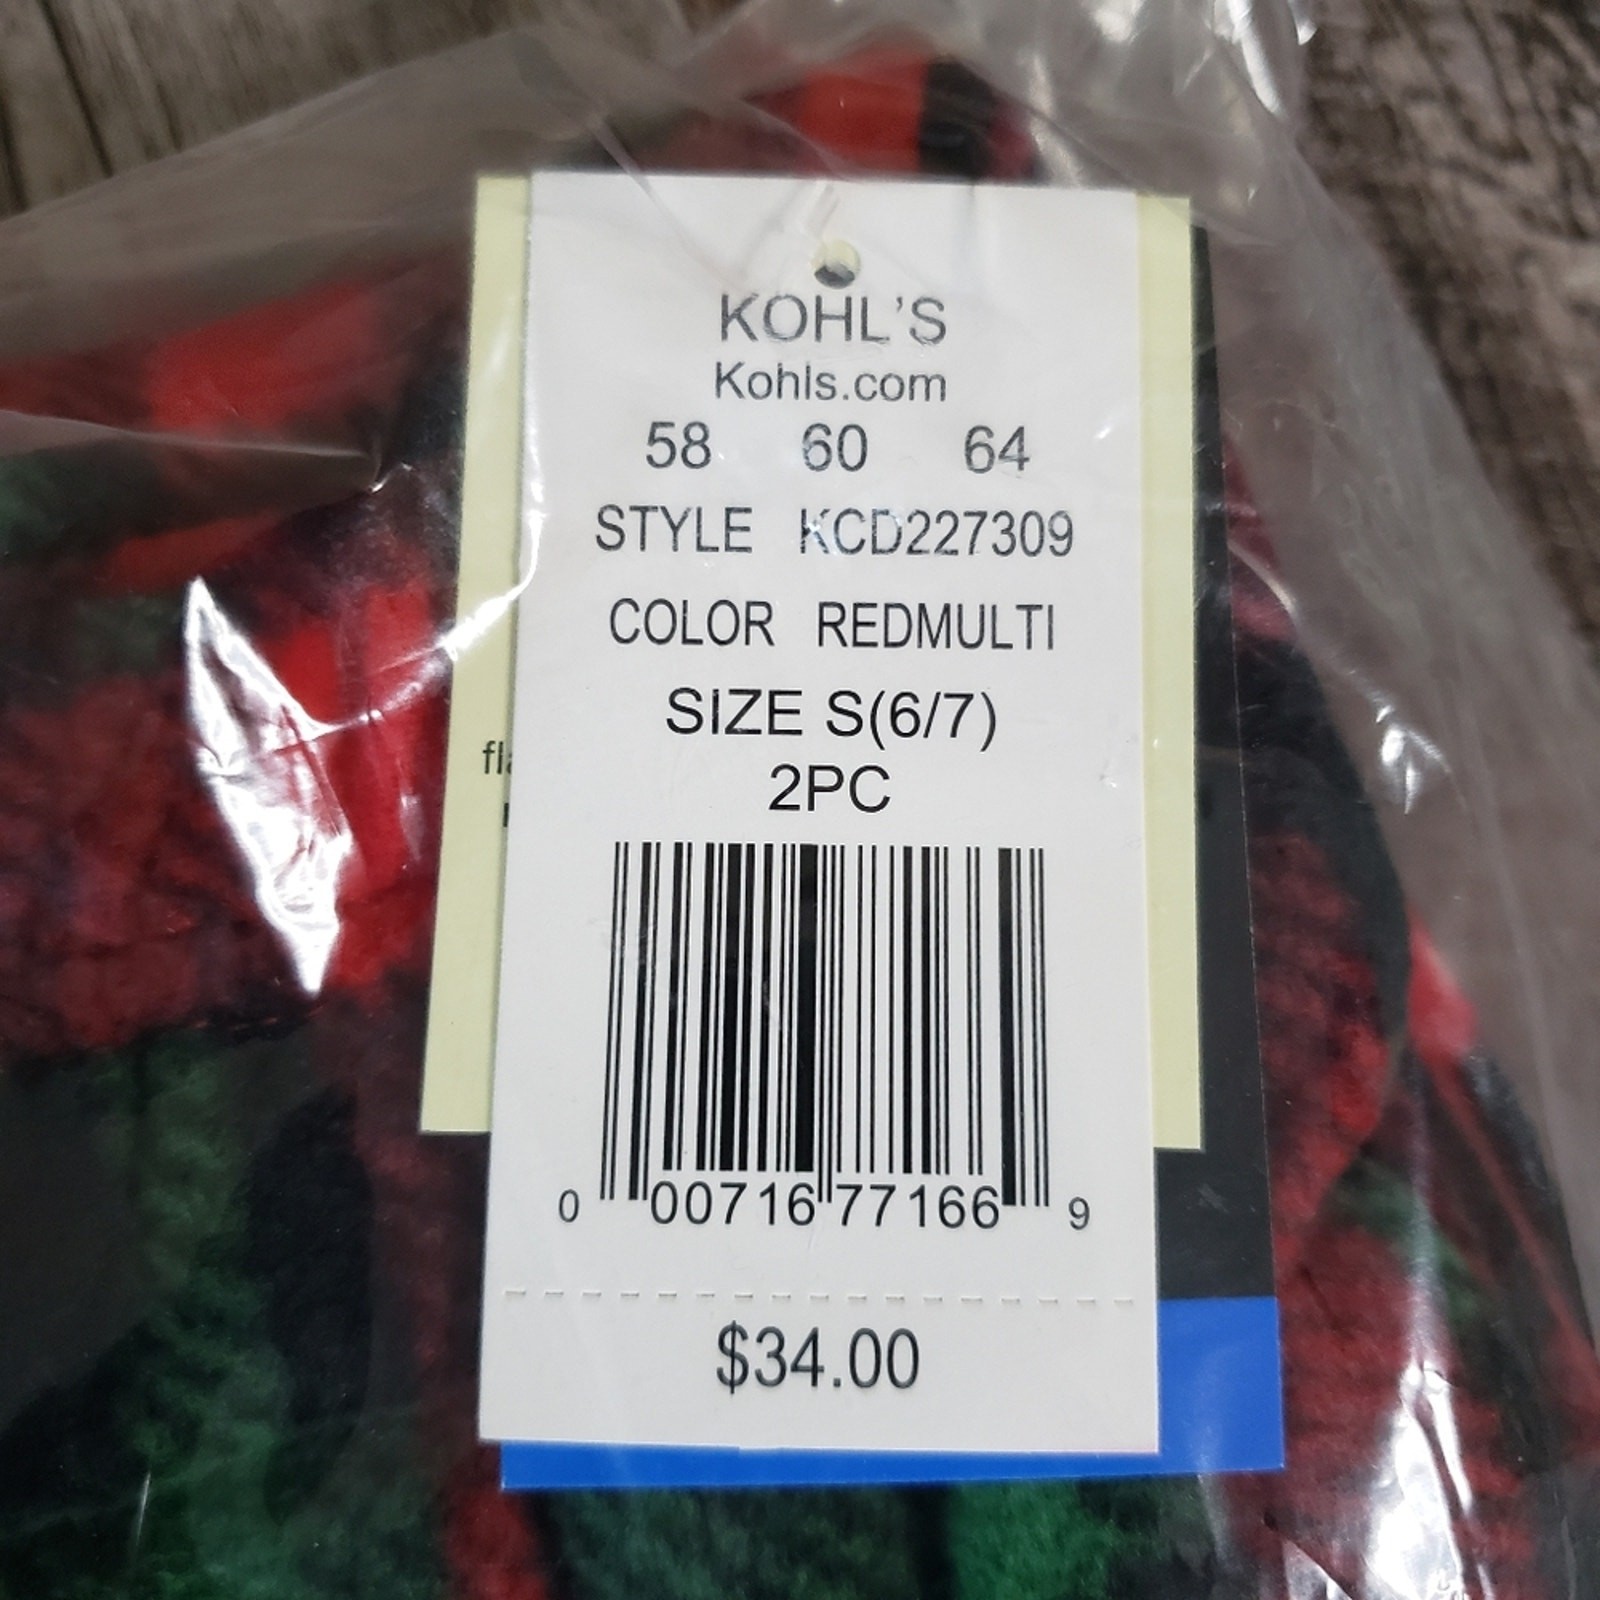 KOHL'S
Kohls.com
58 60 64
STYLE KCD227309
COLOR REDMULTI
SIZE S(6/7)
2PC
0 00716 77166 9
$34.00